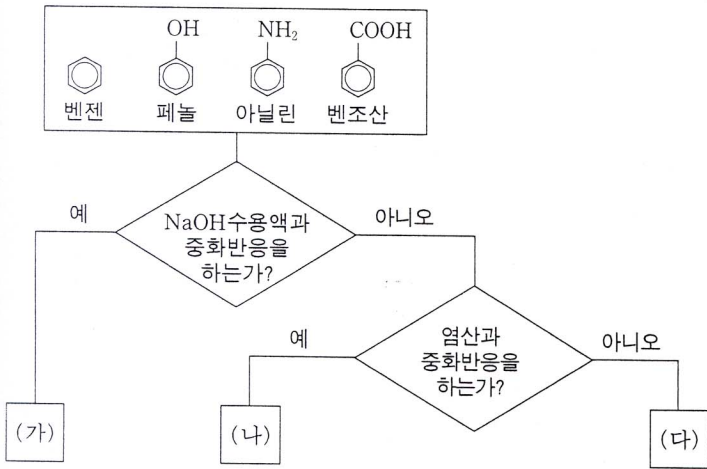 OH NH₂ COOH
벤젠 페놀 아닐린 벤조산
NaOH수용액과
중화반응을
하는가?
예
아니오
염산과
중화반응을
하는가?
예
아니오
(가)
(나)
(다)